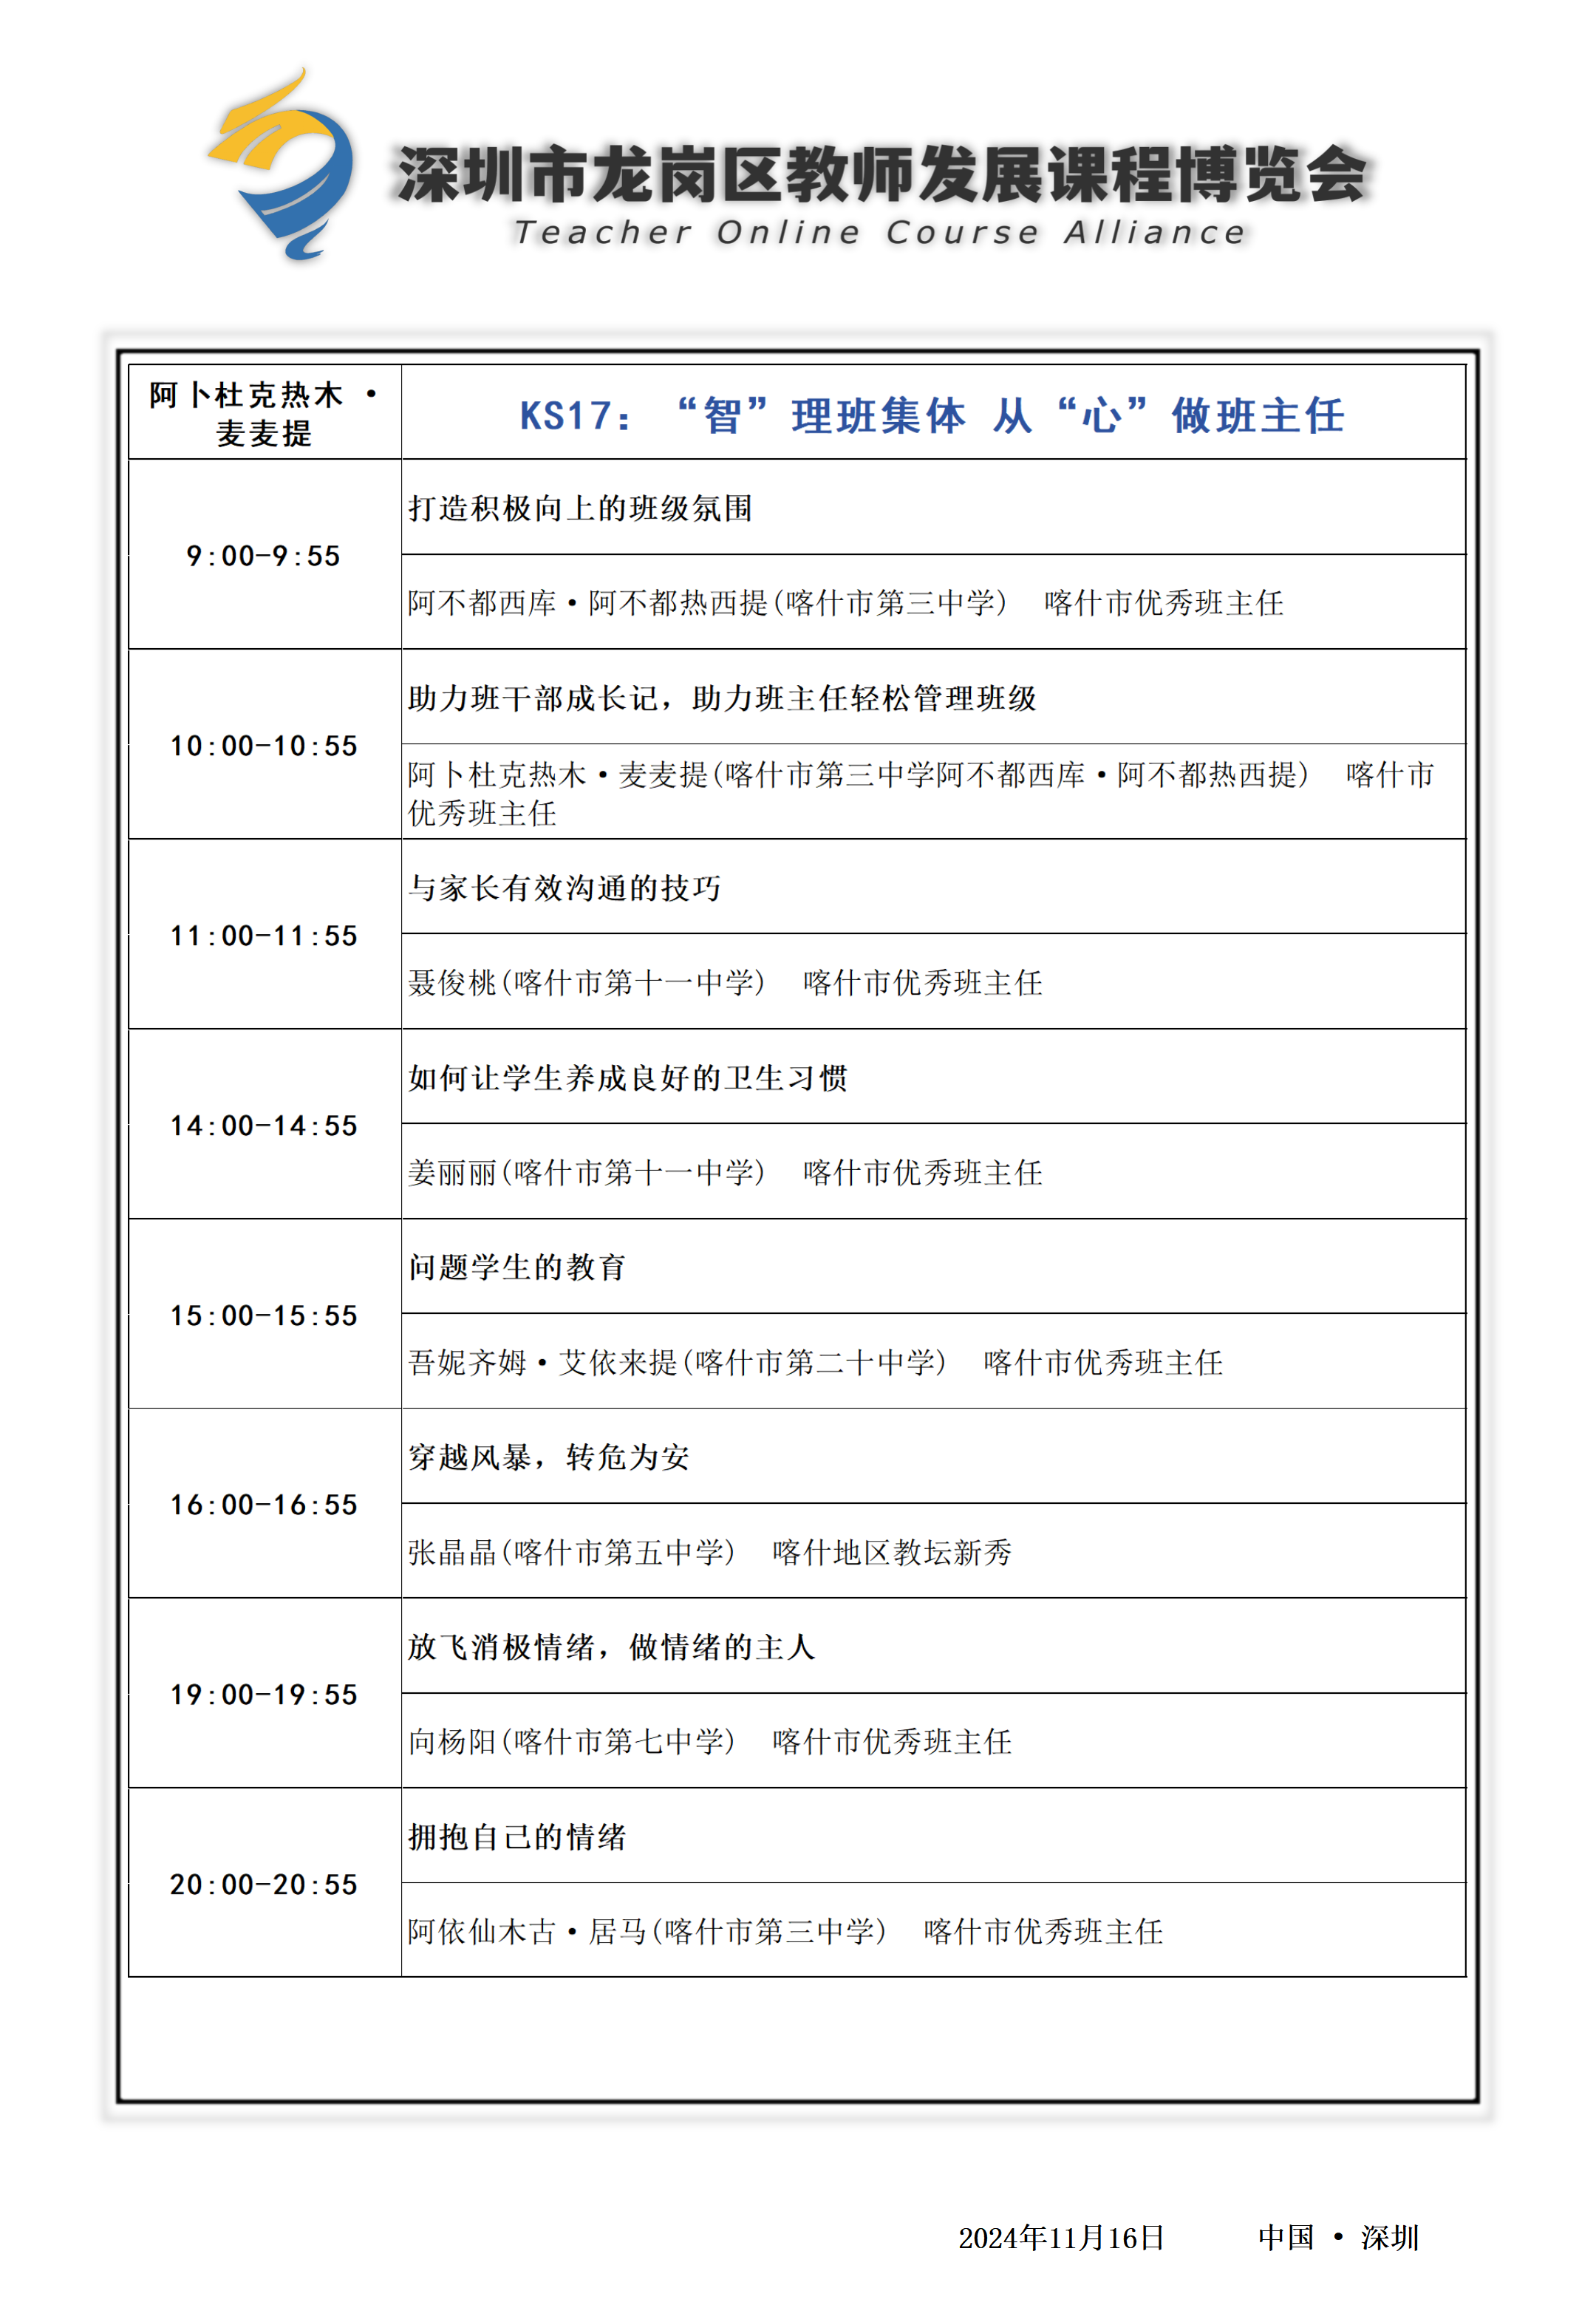 深圳市龙岗区教师发展课程博览会
Teacher Online Course Alliance
阿卜杜克热木 ·
麦麦提
KS17：“智”理班集体 从“心”做班主任
9:00-9:55
打造积极向上的班级氛围
阿不都西库·阿不都热西提(喀什市第三中学) 喀什市优秀班主任
10:00-10:55
助力班干部成长记，助力班主任轻松管理班级
阿卜杜克热木·麦麦提(喀什市第三中学阿不都西库·阿不都热西提) 喀什市
优秀班主任
11:00-11:55
与家长有效沟通的技巧
聂俊桃(喀什市第十一中学) 喀什市优秀班主任
14:00-14:55
如何让学生养成良好的卫生习惯
姜丽丽(喀什市第十一中学) 喀什市优秀班主任
15:00-15:55
问题学生的教育
吾妮齐姆·艾依来提(喀什市第二十中学) 喀什市优秀班主任
16:00-16:55
穿越风暴，转危为安
张晶晶(喀什市第五中学) 喀什地区教坛新秀
19:00-19:55
放飞消极情绪，做情绪的主人
向杨阳(喀什市第七中学) 喀什市优秀班主任
20:00-20:55
拥抱自己的情绪
阿依仙木古·居马(喀什市第三中学) 喀什市优秀班主任
2024年11月16日 中国 · 深圳